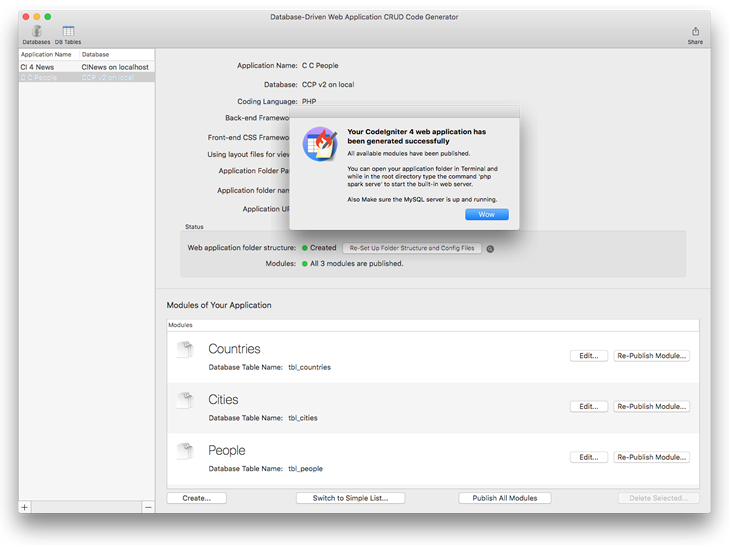 Database-Driven Web Application CRUD Code Generator
Databases DB Tables Share
Application Name Database
CI 4 News CINews on localhost
C C People CCP v2 on local
Application Name: C C People
Database: CCP v2 on local
Coding Language: PHP
Back-end Framewo
Front-end CSS Framewo
Using layout files for view
Application Folder Pa
Application folder nam
Application UR
Your CodeIgniter 4 web application has
been generated successfully
All available modules have been published.
You can open your application folder in Terminal and
while in the root directory type the command 'php
spark serve' to start the built-in web server.
Also Make sure the MySQL server is up and running.
Wow
Status
Web application folder structure: Created Re-Set Up Folder Structure and Config Files
Modules: All 3 modules are published.
Modules of Your Application
Modules
Countries
Database Table Name: tbl_countries
Edit... Re-Publish Module...
Cities
Database Table Name: tbl_cities
Edit... Re-Publish Module...
People
Database Table Name: tbl_people
Edit... Re-Publish Module...
Create... Switch to Simple List... Publish All Modules Delete Selected...